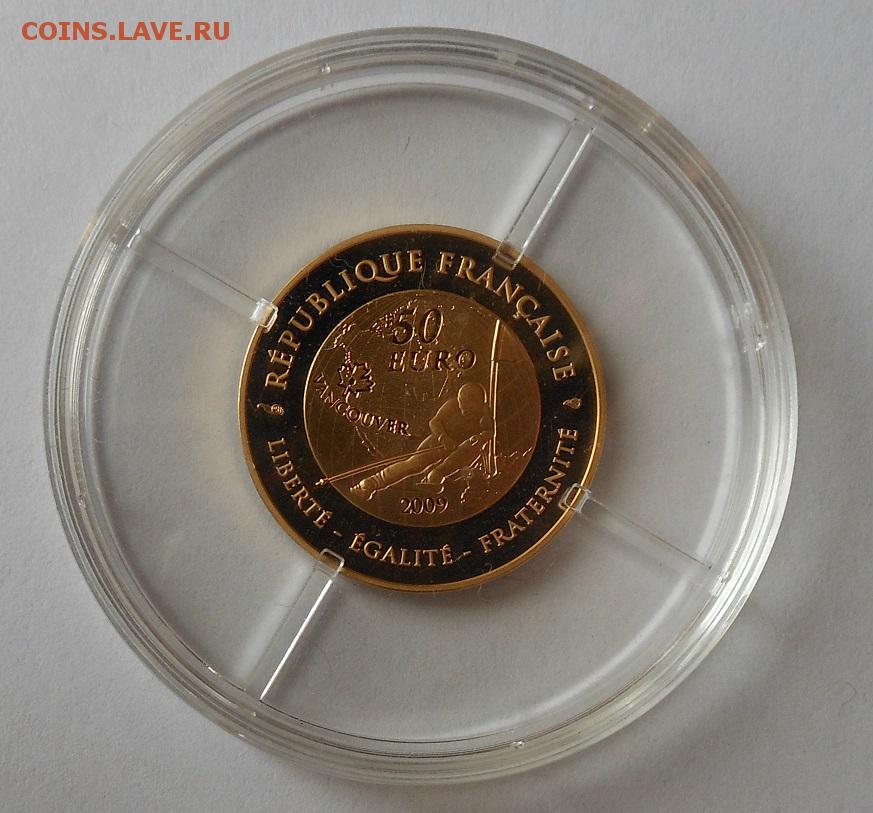 COINS.LAVE.RU
RÉPUBLIQUE FRANÇAISE
50
EURO
VANCOUVER
2009
LIBERTÉ - ÉGALITÉ - FRATERNITÉ